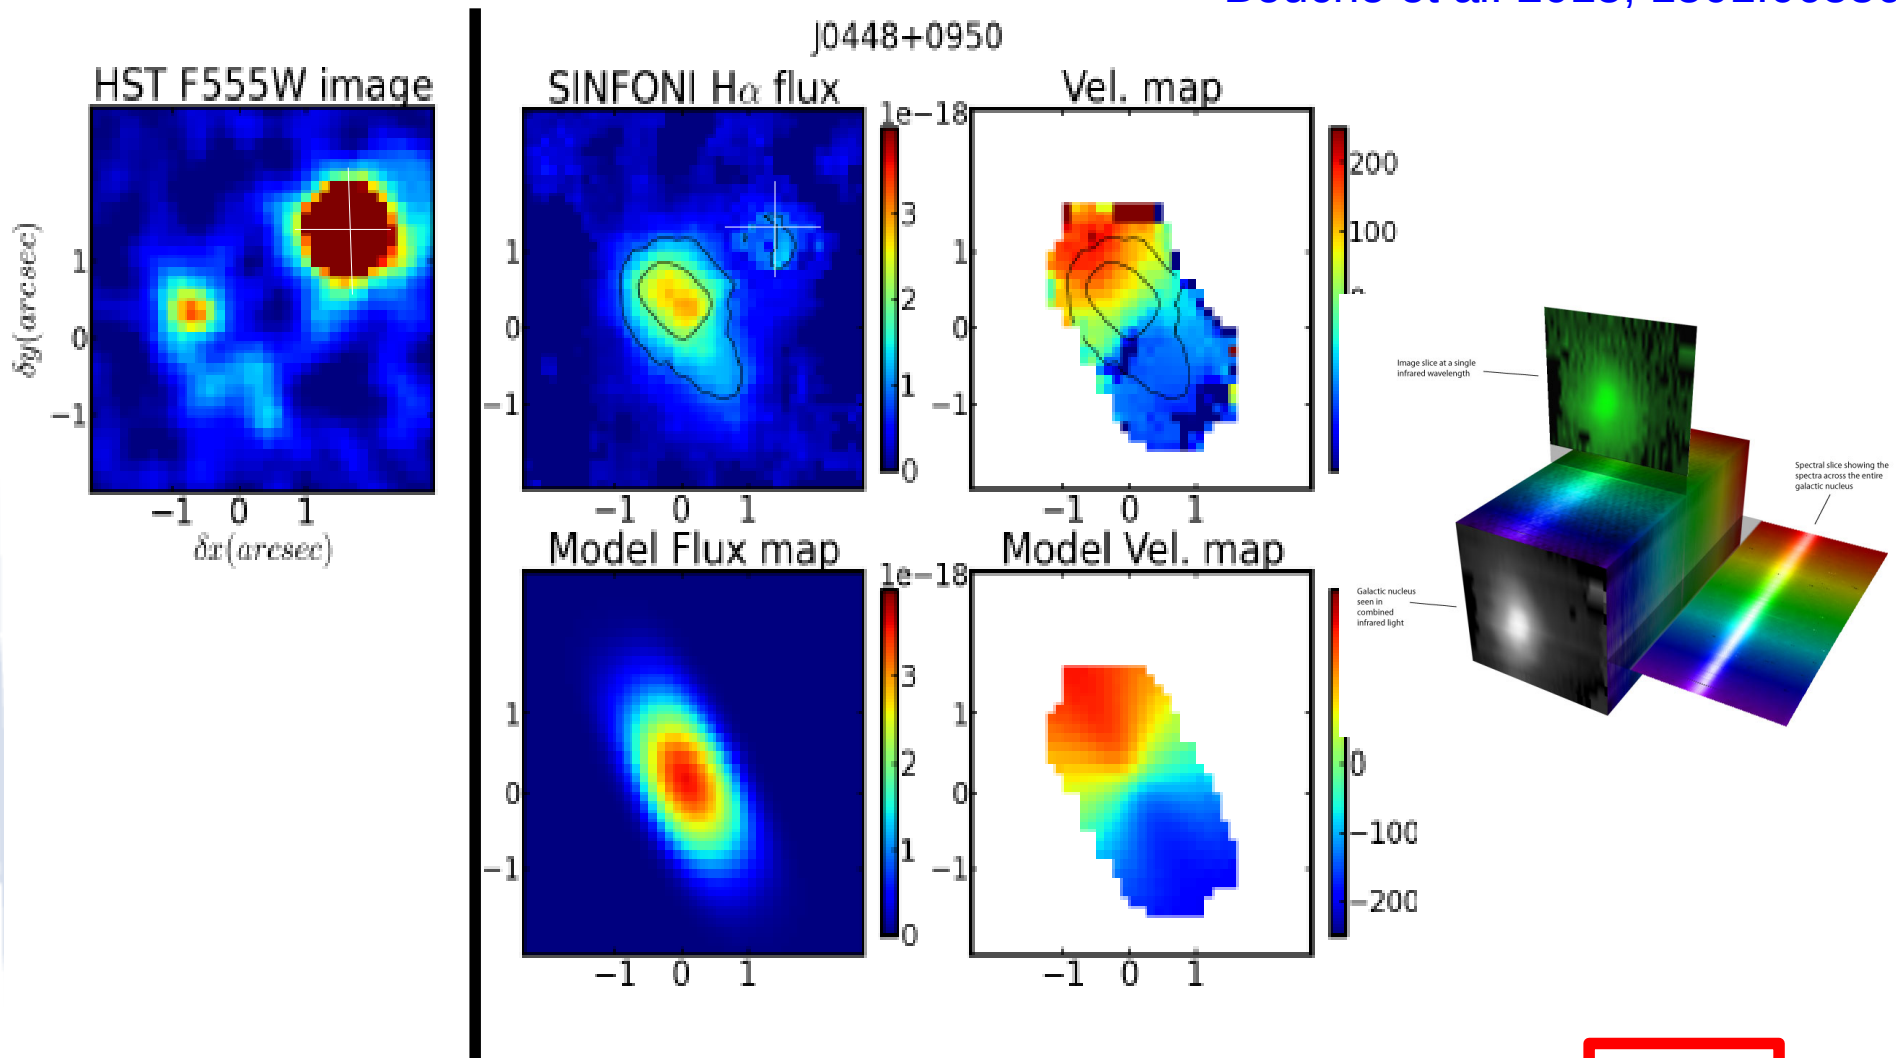 J0448+0950
HST F555W image
SINFONI Hα flux
Vel. map
1e−18
δy(arcsec)
1
0
−1
−1 0 1
δx(arcsec)
1
0
−1
−1 0 1
3
2
1
0
1
0
−1
−1 0 1
200
100
Model Flux map
Model Vel. map
1e−18
1
0
−1
−1 0 1
3
2
1
0
1
0
−1
−1 0 1
0
−100
−200
Image slice at a single
infrared wavelength
Spectral slice showing the
spectra across the entire
galactic nucleus
Galactic nucleus
seen in
combined
infrared light